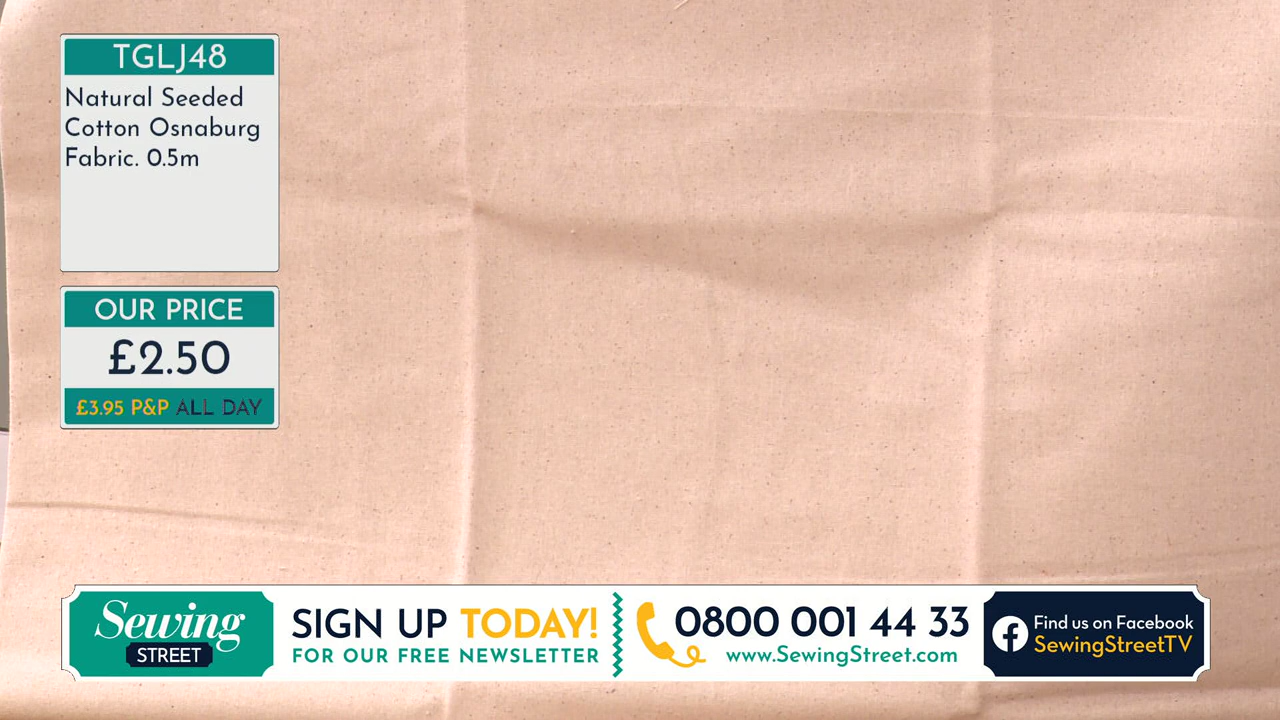 TGLJ48
Natural Seeded
Cotton Osnaburg
Fabric. 0.5m
OUR PRICE
£2.50
£3.95 P&P ALL DAY
Sewing
STREET
SIGN UP TODAY!
FOR OUR FREE NEWSLETTER
0800 001 44 33
www.SewingStreet.com
Find us on Facebook
SewingStreetTV